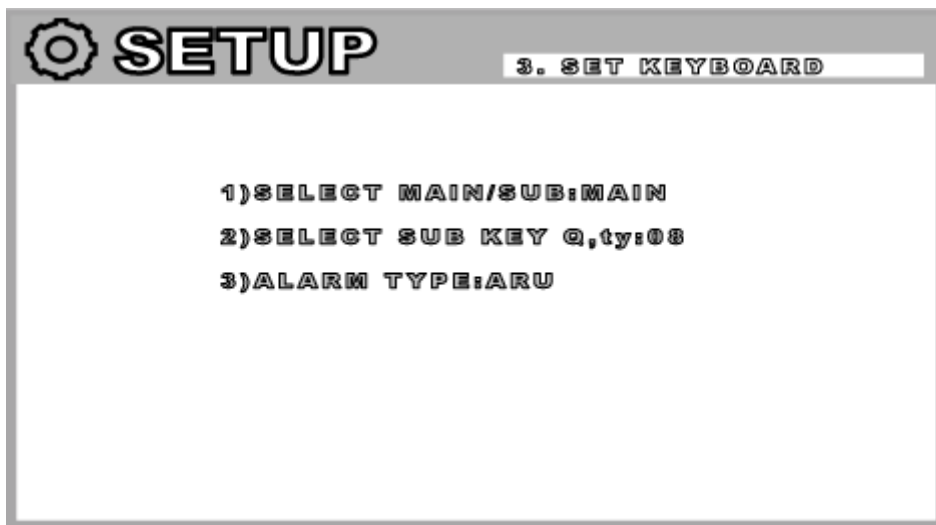 SETUP
3. SET KEYBOARD
1)SELECT MAIN/SUB:MAIN
2)SELECT SUB KEY Q,ty:08
3)ALARM TYPE:ARU